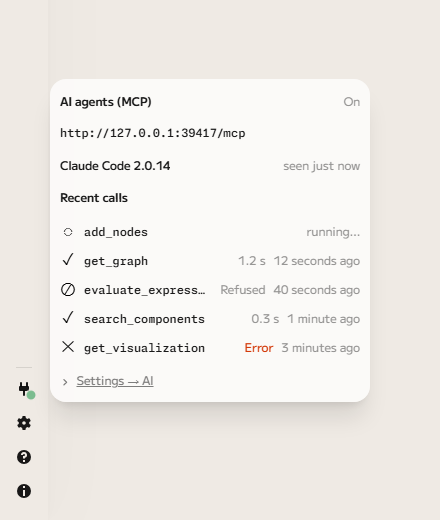 AI agents (MCP) On
http://127.0.0.1:39417/mcp
Claude Code 2.0.14 seen just now
Recent calls
add_nodes running...
get_graph 1.2 s 12 seconds ago
evaluate_express… Refused 40 seconds ago
search_components 0.3 s 1 minute ago
get_visualization Error 3 minutes ago
› Settings → AI